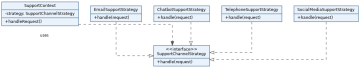 SupportContext
-strategy: SupportChannelStrategy
+handleRequest()
EmailSupportStrategy
+handle(request)
ChatbotSupportStrategy
+handle(request)
TelephoneSupportStrategy
+handle(request)
SocialMediaSupportStrategy
+handle(request)
uses
<<interface>>
SupportChannelStrategy
+handle(request)